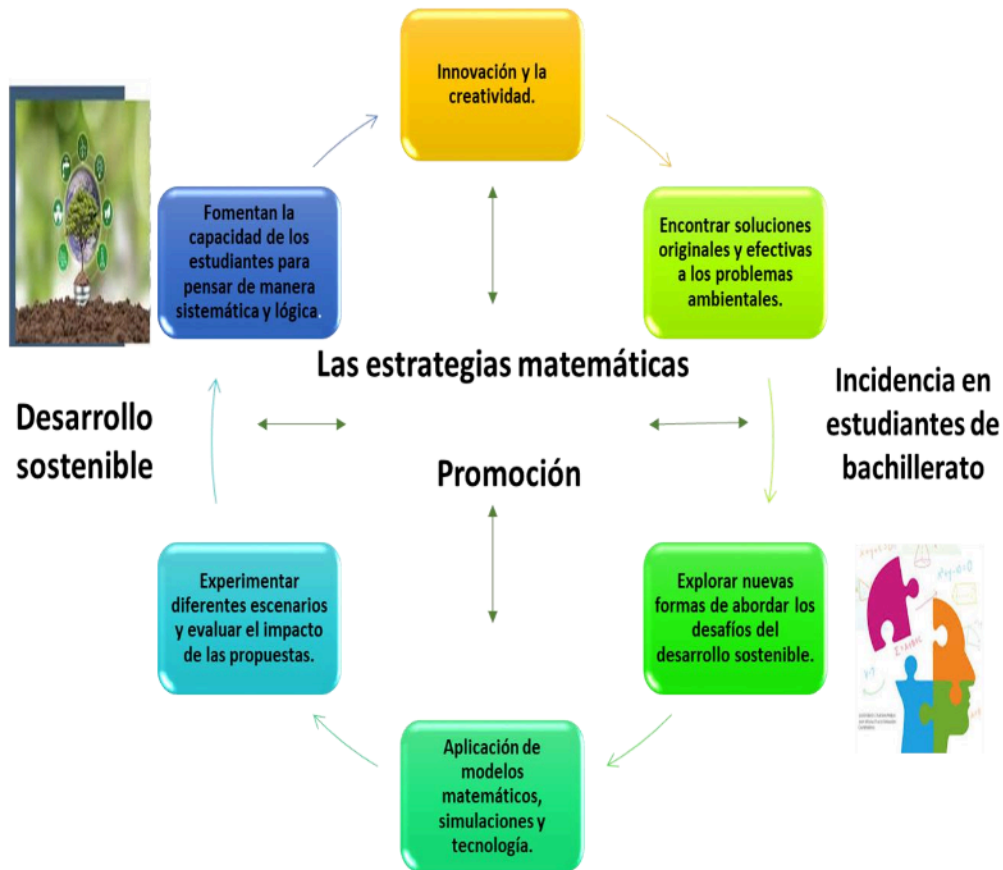 Innovación y la
creatividad.
Fomentan la
capacidad de los
estudiantes para
pensar de manera
sistemática y lógica.
Encontrar soluciones
originales y efectivas
a los problemas
ambientales.
Las estrategias matemáticas
Desarrollo
sostenible
Promoción
Incidencia en
estudiantes de
bachillerato
Experimentar
diferentes escenarios
y evaluar el impacto
de las propuestas.
Explorar nuevas
formas de abordar los
desafíos del
desarrollo sostenible.
Aplicación de
modelos
matemáticos,
simulaciones y
tecnología.